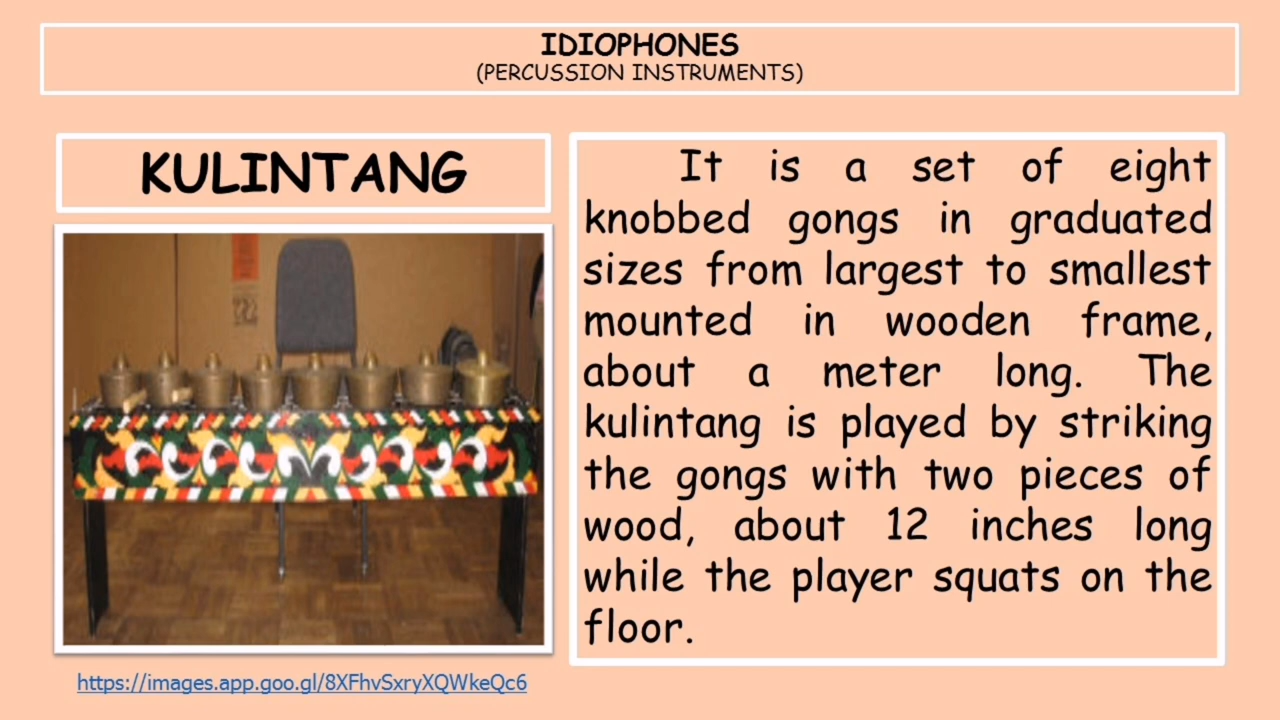 IDIOPHONES
(PERCUSSION INSTRUMENTS)
KULINTANG
It is a set of eight
knobbed gongs in graduated
sizes from largest to smallest
mounted in wooden frame,
about a meter long. The
kulintang is played by striking
the gongs with two pieces of
wood, about 12 inches long
while the player squats on the
floor.
https://images.app.goo.gl/8XFhvSxryXQWkeQc6